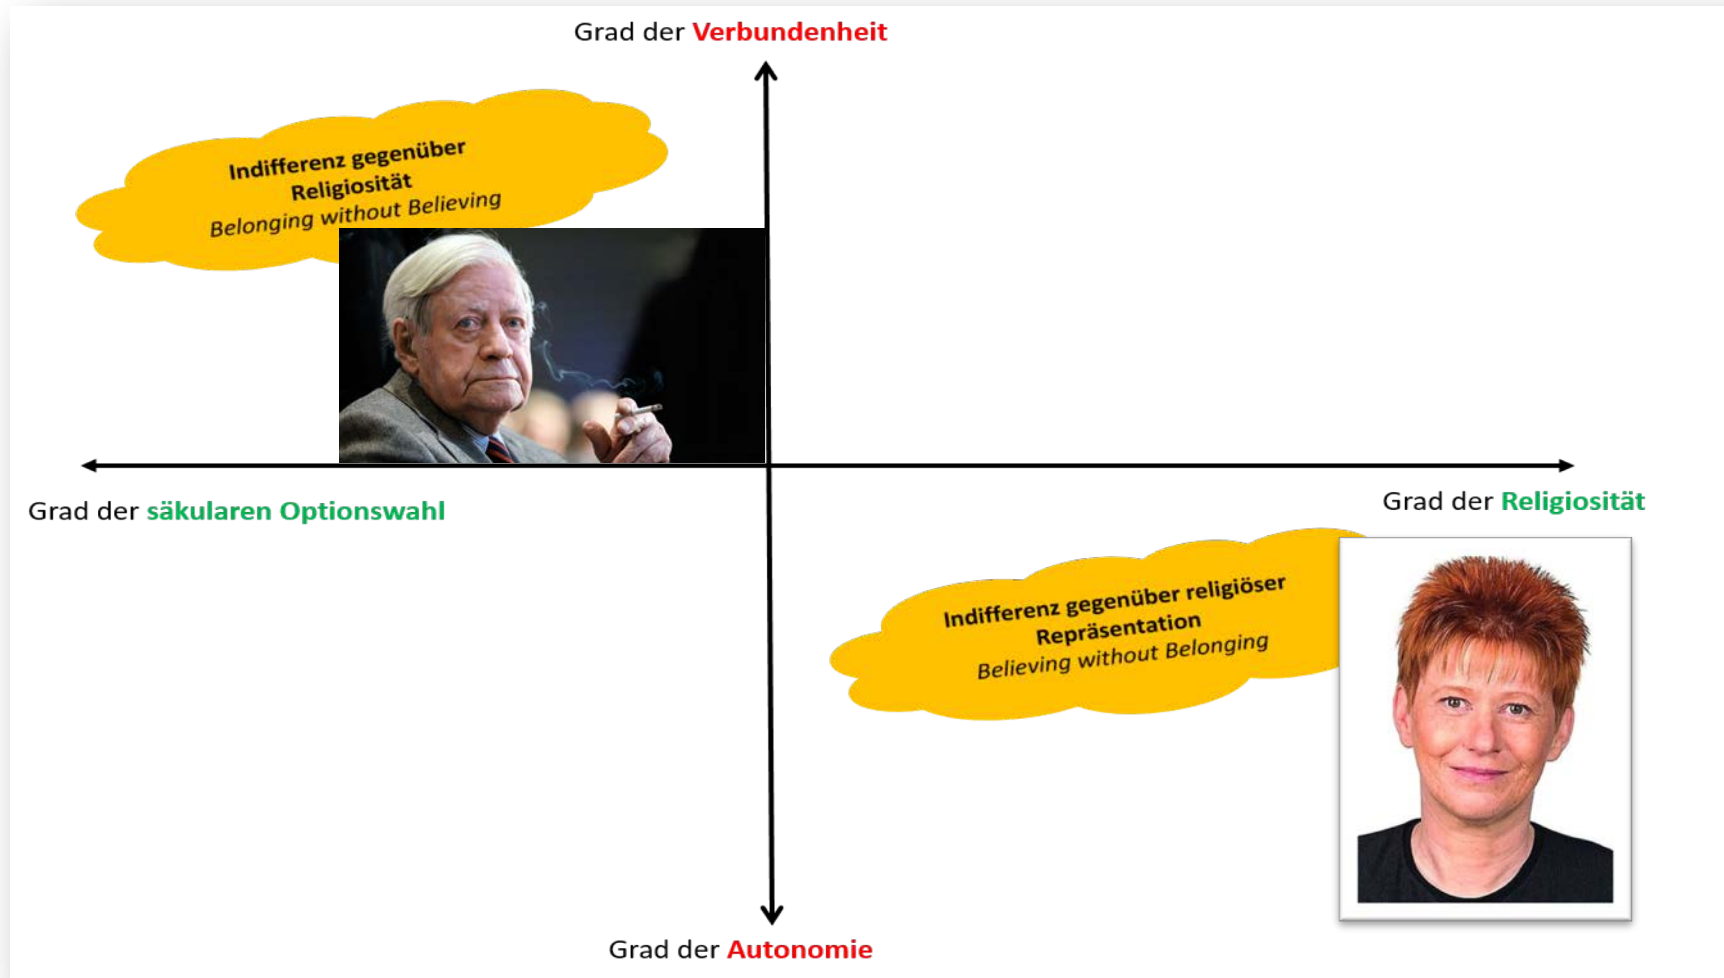 Grad der Verbundenheit
Indifferenz gegenüber
Religiosität
Belonging without Believing
Grad der säkularen Optionswahl
Grad der Religiosität
Indifferenz gegenüber religiöser
Repräsentation
Believing without Belonging
Grad der Autonomie